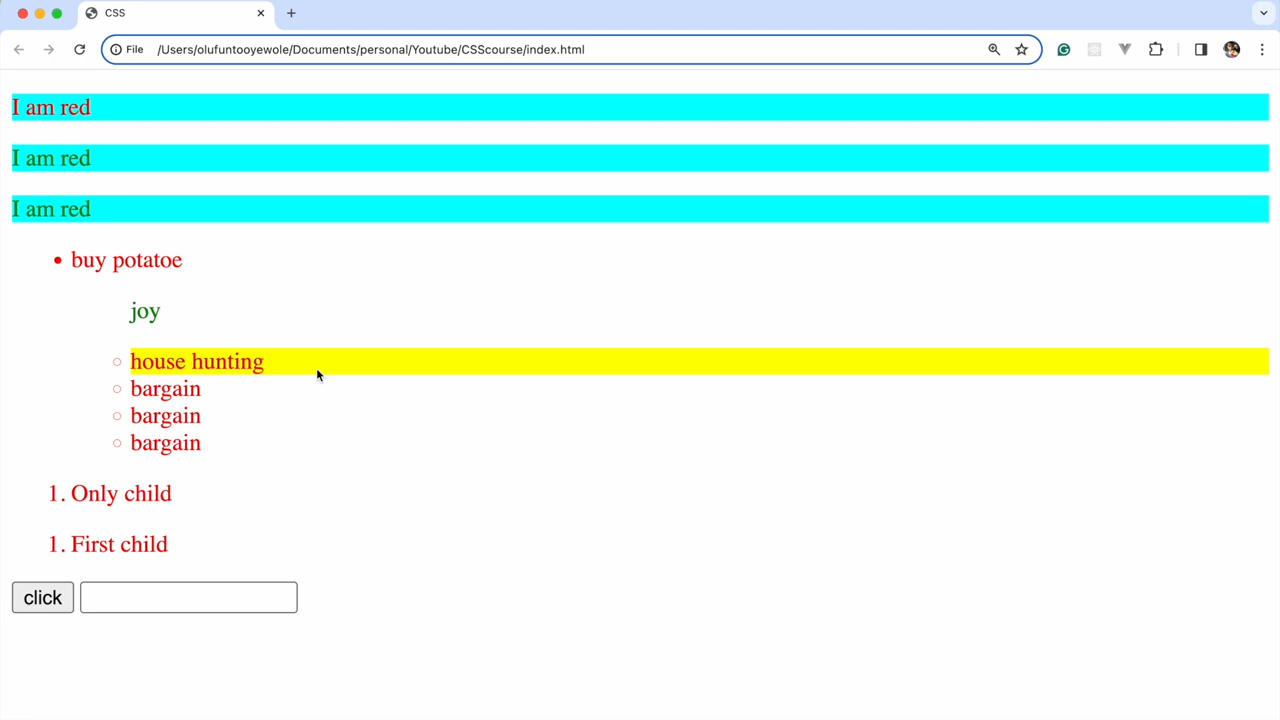 CSS
File /Users/olufuntooyewole/Documents/personal/Youtube/CSScourse/index.html
I am red
I am red
I am red
buy potatoe
joy
house hunting
bargain
bargain
bargain
1. Only child
1. First child
click